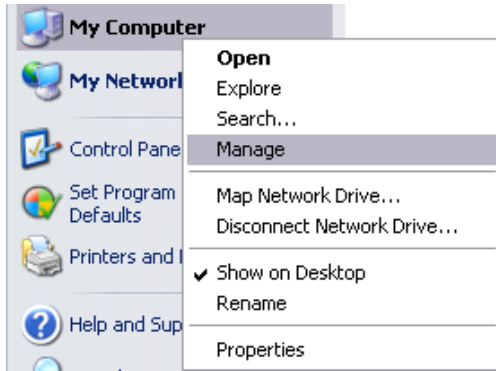 My Computer
Open
My Network
Explore
Search...
Control Pane
Manage
Set Program
Defaults
Map Network Drive...
Disconnect Network Drive...
Printers and
Show on Desktop
Rename
Help and Sup
Properties